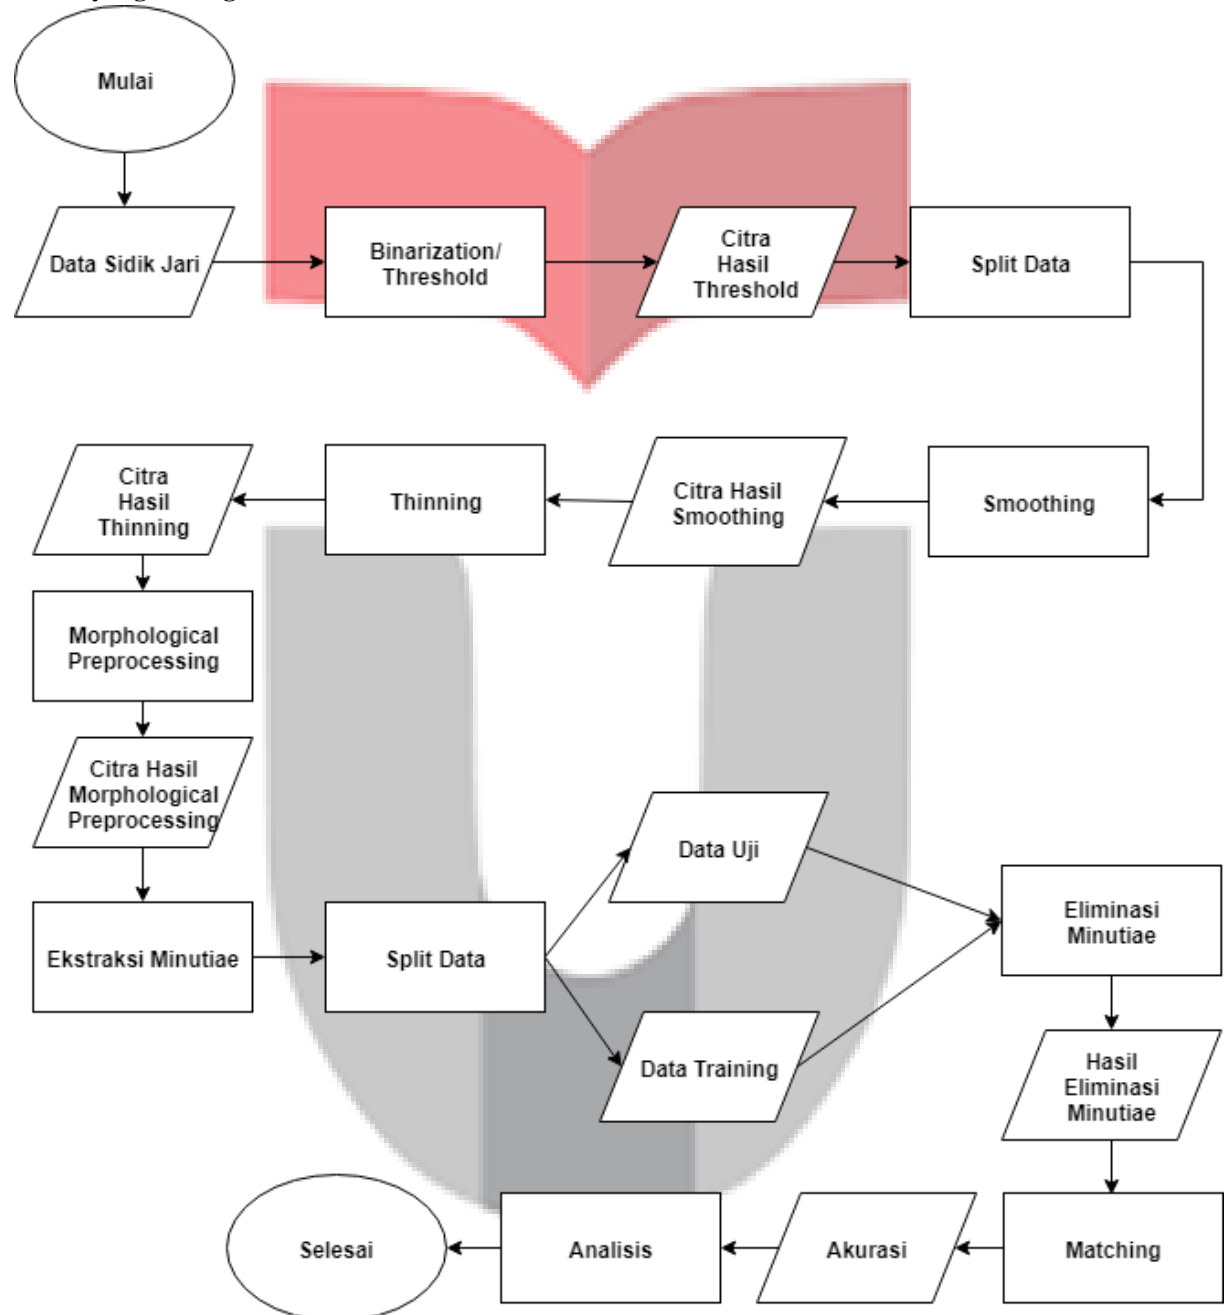 Mulai
Data Sidik Jari
Binarization/
Threshold
Citra
Hasil
Threshold
Split Data
Smoothing
Citra Hasil
Smoothing
Thinning
Citra
Hasil
Thinning
Morphological
Preprocessing
Citra Hasil
Morphological
Preprocessing
Ekstraksi Minutiae
Split Data
Data Uji
Data Training
Eliminasi
Minutiae
Hasil
Eliminasi
Minutiae
Matching
Akurasi
Analisis
Selesai